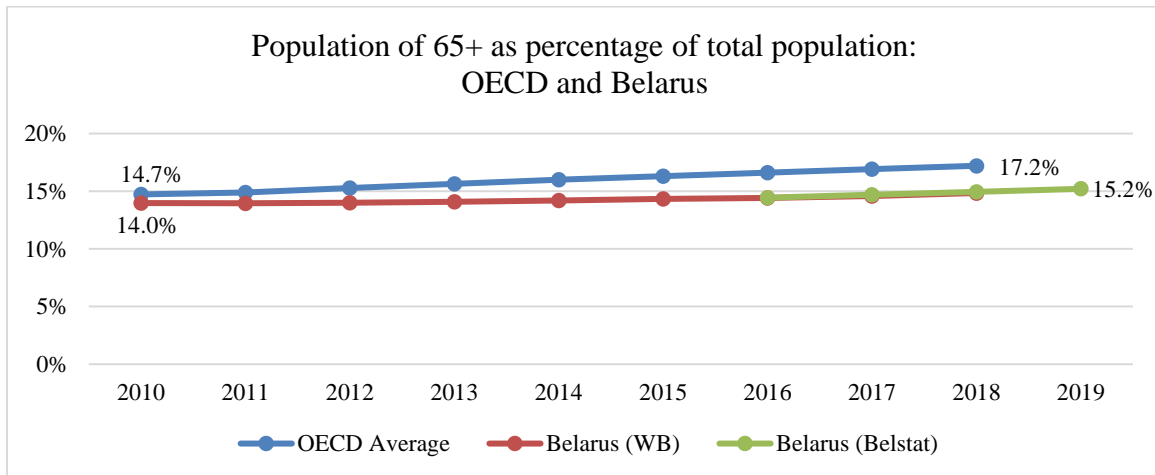 Population of 65+ as percentage of total population:
OECD and Belarus
20%
14.7%
17.2%
15%
15.2%
14.0%
10%
5%
0%
2010 2011 2012 2013 2014 2015 2016 2017 2018 2019
OECD Average Belarus (WB) Belarus (Belstat)